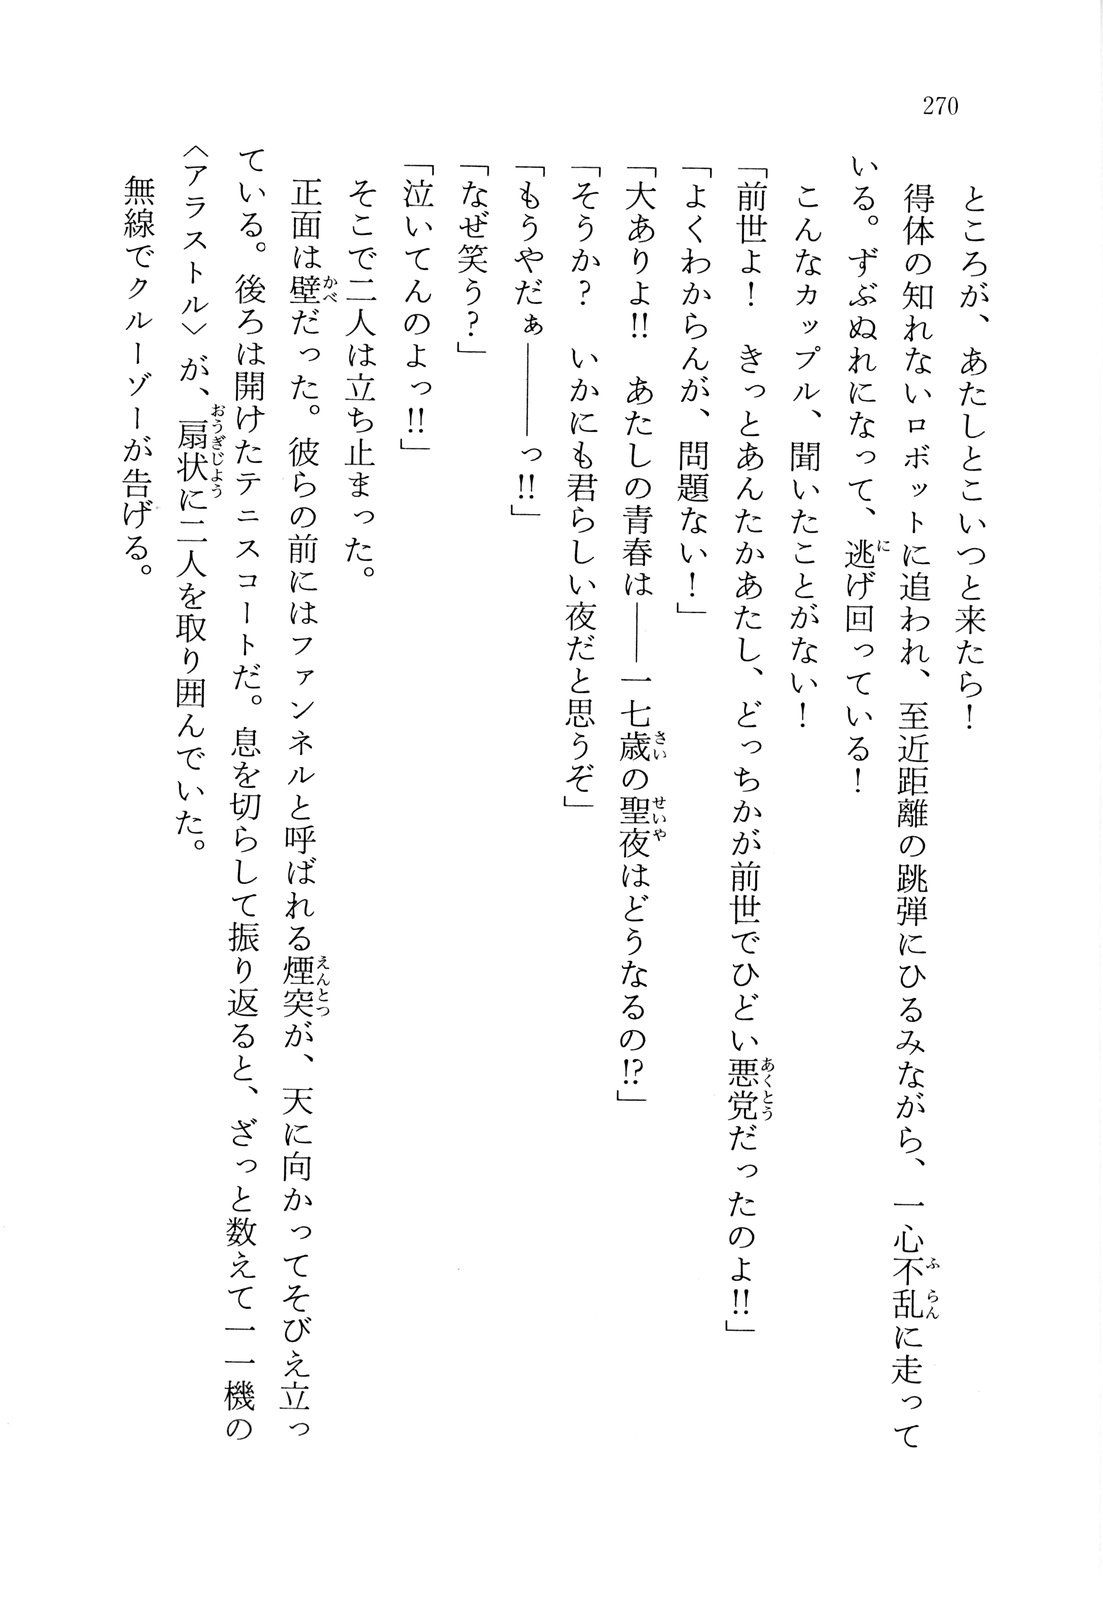 270
ところが、あたしとこいつと来たら！
得体の知れないロボットに追われ、至近距離の跳弾にひるみながら、一心不乱に走って
いる。ずぶぬれになって、逃げ回っている！
こんなカップル、聞いたことがない！
「前世よ！　きっとあんたかあたし、どっちかが前世でひどい悪党だったのよ!!」
「よくわからんが、問題ない！」
「大ありよ!!　あたしの青春は――一七歳の聖夜はどうなるの!?」
「そうか？　いかにも君らしい夜だと思うぞ」
「もうやだぁ―――っ!!」
「なぜ笑う？」
「泣いてんのよっ!!」
そこで二人は立ち止まった。
正面は壁だった。彼らの前にはファンネルと呼ばれる煙突が、天に向かってそびえ立っ
ている。後ろは開けたテニスコートだ。息を切らして振り返ると、ざっと数えて一一機の
〈アラストル〉が、扇状に二人を取り囲んでいた。
無線でクルーゾーが告げる。